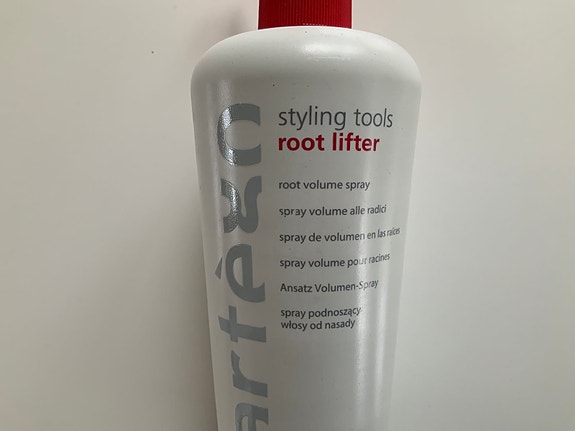 artègo
styling tools
root lifter
root volume spray
spray volume alle radici
spray de volumen en las raíces
spray volume pour racines
Ansatz Volumen-Spray
spray podnoszący
włosy od nasady